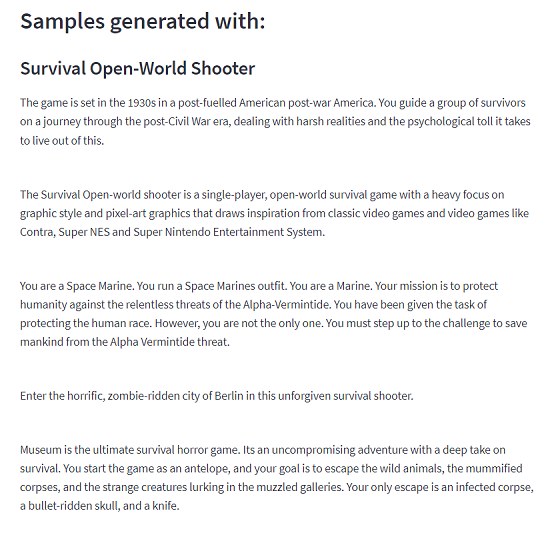 Samples generated with:
Survival Open-World Shooter
The game is set in the 1930s in a post-fuelled American post-war America. You guide a group of survivors
on a journey through the post-Civil War era, dealing with harsh realities and the psychological toll it takes
to live out of this.
The Survival Open-world shooter is a single-player, open-world survival game with a heavy focus on
graphic style and pixel-art graphics that draws inspiration from classic video games and video games like
Contra, Super NES and Super Nintendo Entertainment System.
You are a Space Marine. You run a Space Marines outfit. You are a Marine. Your mission is to protect
humanity against the relentless threats of the Alpha-Vermintide. You have been given the task of
protecting the human race. However, you are not the only one. You must step up to the challenge to save
mankind from the Alpha Vermintide threat.
Enter the horrific, zombie-ridden city of Berlin in this unforgiven survival shooter.
Museum is the ultimate survival horror game. Its an uncompromising adventure with a deep take on
survival. You start the game as an antelope, and your goal is to escape the wild animals, the mummified
corpses, and the strange creatures lurking in the muzzled galleries. Your only escape is an infected corpse,
a bullet-ridden skull, and a knife.